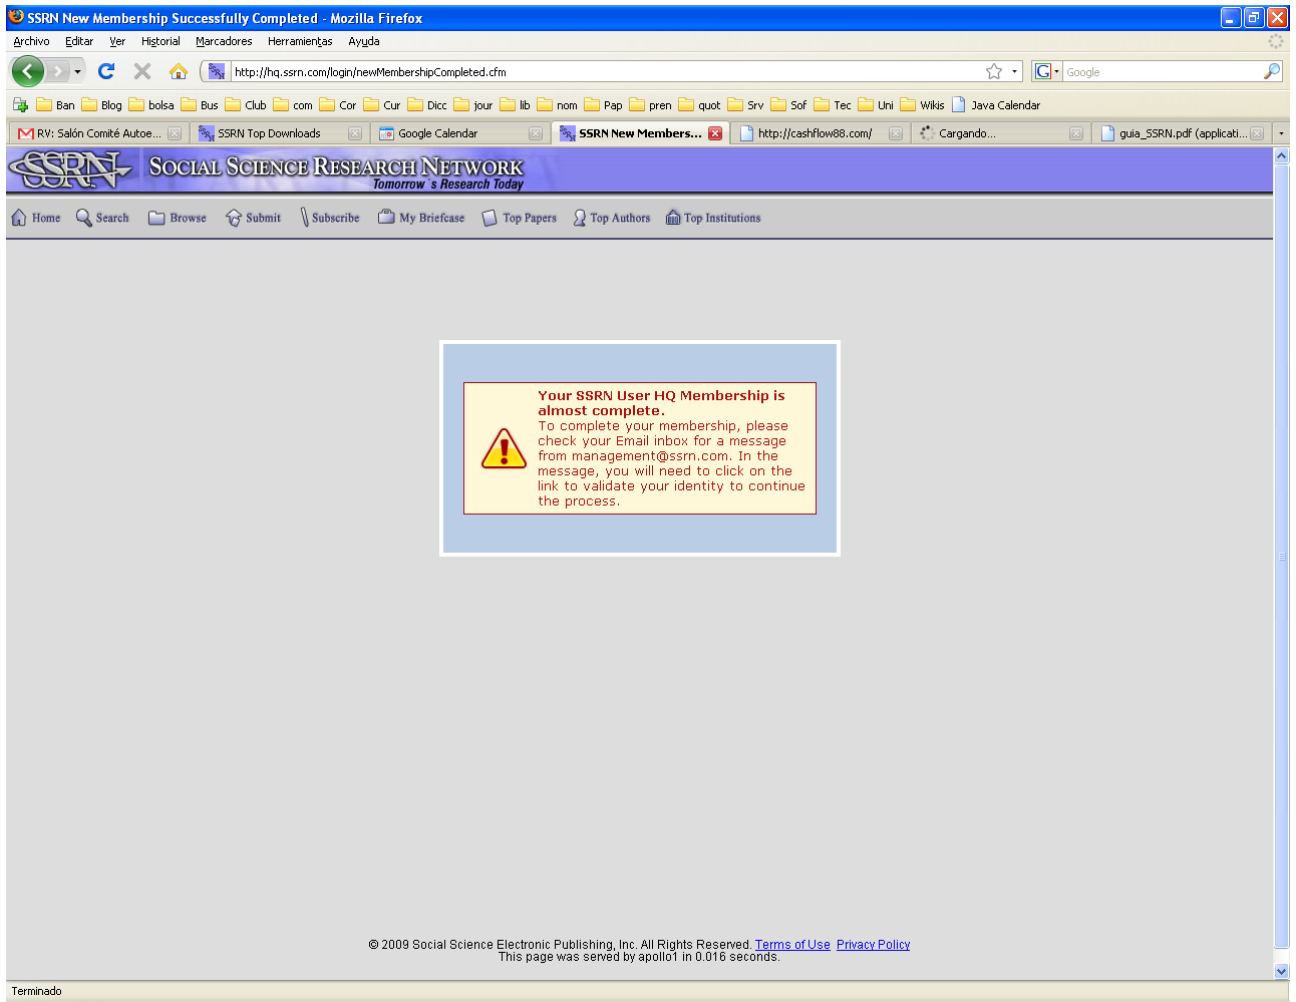 SSRN New Membership Successfully Completed - Mozilla Firefox
Archivo Editar Ver Historial Marcadores Herramientas Ayuda
http://hq.ssrn.com/login/newMembershipCompleted.cfm
G Google
Ban Blog bolsa Bus Club com Cor Cur Dicc jour lib nom Pap pren quot Srv Sof Tec Uni Wikis Java Calendar
RV: Salón Comité Autoe... SSRN Top Downloads Google Calendar SSRN New Members... http://cashflow88.com/ Cargando... guia_SSRN.pdf (applicati...
SSRN SOCIAL SCIENCE RESEARCH NETWORK
Tomorrow´s Research Today
Home Search Browse Submit Subscribe My Briefcase Top Papers Top Authors Top Institutions
Your SSRN User HQ Membership is
almost complete.
To complete your membership, please
check your Email inbox for a message
from management@ssrn.com. In the
message, you will need to click on the
link to validate your identity to continue
the process.
© 2009 Social Science Electronic Publishing, Inc. All Rights Reserved. Terms of Use Privacy Policy
This page was served by apollo1 in 0.016 seconds.
Terminado